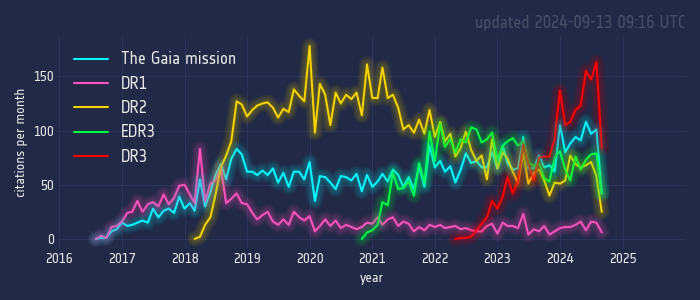 updated 2024-09-13 09:16 UTC
The Gaia mission
DR1
DR2
EDR3
DR3
citations per month
150
100
50
0
2016 2017 2018 2019 2020 2021 2022 2023 2024 2025
year